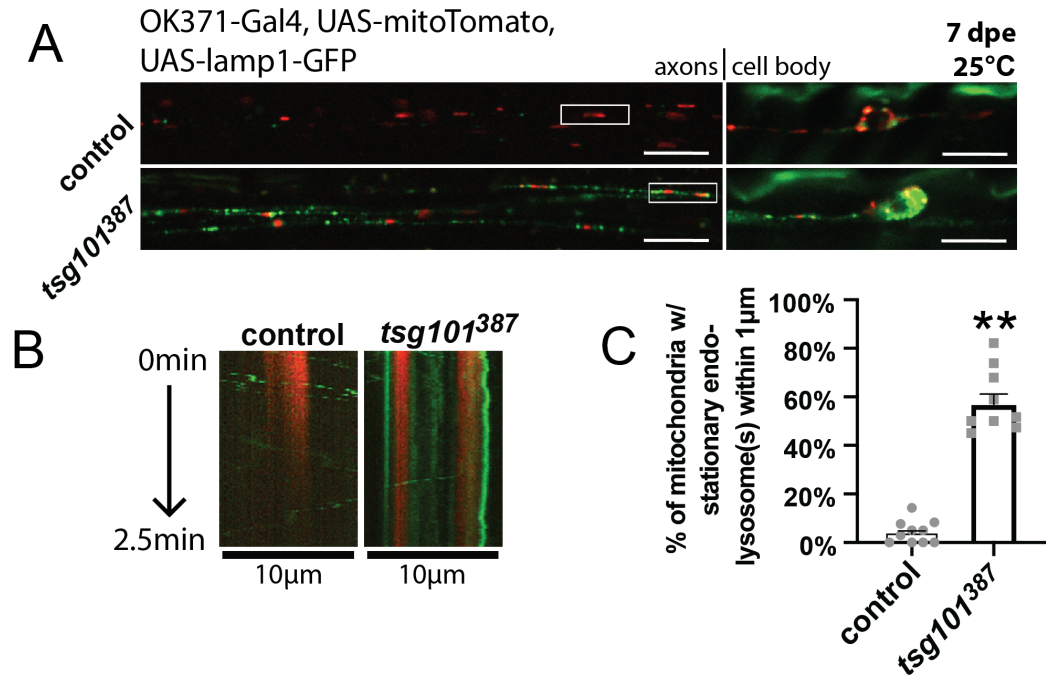 A
OK371-Gal4, UAS-mitoTomato,
UAS-lamp1-GFP
7 dpe
25°C
axons
cell body
control
tsg101387
B
control
tsg101387
0min
2.5min
10µm
10µm
C
% of mitochondria w/
stationary endo-
lysosome(s) within 1µm
100%
80%
60%
40%
20%
0%
**
control
tsg101387